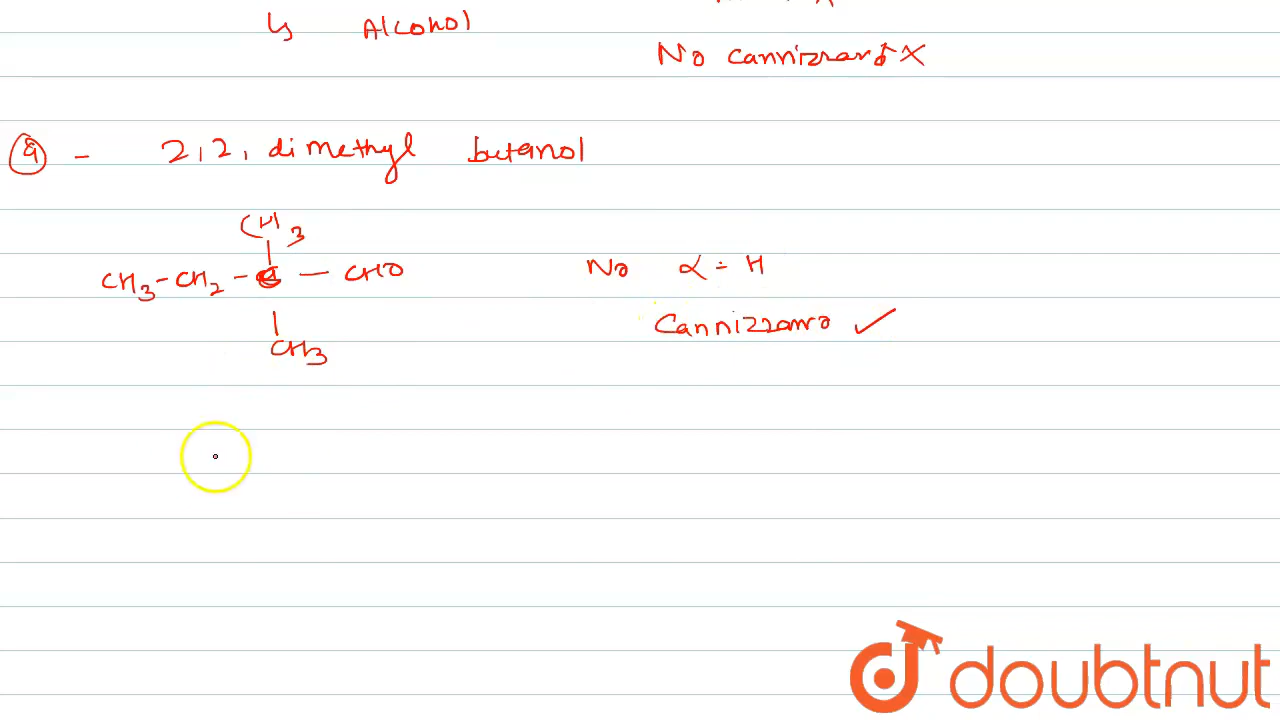 ↳ Alcohol
No cannizzaro X
9 - 2,2, dimethyl butanol
CH3
CH3-CH2-C-CHO No α-H
Cannizzaro ✓
CH3
doubtnut